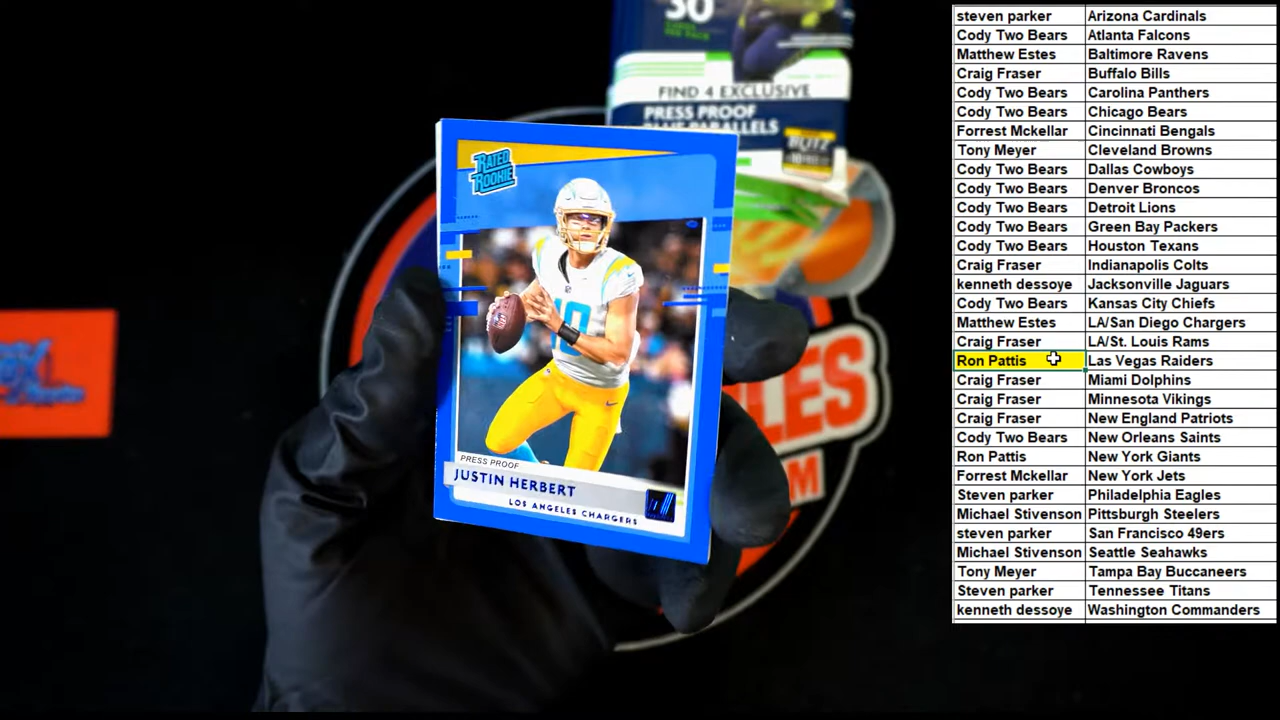 30
CARDS PER PACK
FIND 4 EXCLUSIVE
PRESS PROOF
BLUE PARALLELS
BLITZ
RATED
ROOKIE
10
PRESS PROOF
JUSTIN HERBERT
LOS ANGELES CHARGERS
LES
M
steven parker Arizona Cardinals
Cody Two Bears Atlanta Falcons
Matthew Estes Baltimore Ravens
Craig Fraser Buffalo Bills
Cody Two Bears Carolina Panthers
Cody Two Bears Chicago Bears
Forrest Mckellar Cincinnati Bengals
Tony Meyer Cleveland Browns
Cody Two Bears Dallas Cowboys
Cody Two Bears Denver Broncos
Cody Two Bears Detroit Lions
Cody Two Bears Green Bay Packers
Cody Two Bears Houston Texans
Craig Fraser Indianapolis Colts
kenneth dessoye Jacksonville Jaguars
Cody Two Bears Kansas City Chiefs
Matthew Estes LA/San Diego Chargers
Craig Fraser LA/St. Louis Rams
Ron Pattis Las Vegas Raiders
Craig Fraser Miami Dolphins
Craig Fraser Minnesota Vikings
Craig Fraser New England Patriots
Cody Two Bears New Orleans Saints
Ron Pattis New York Giants
Forrest Mckellar New York Jets
Steven parker Philadelphia Eagles
Michael Stivenson Pittsburgh Steelers
steven parker San Francisco 49ers
Michael Stivenson Seattle Seahawks
Tony Meyer Tampa Bay Buccaneers
Steven parker Tennessee Titans
kenneth dessoye Washington Commanders